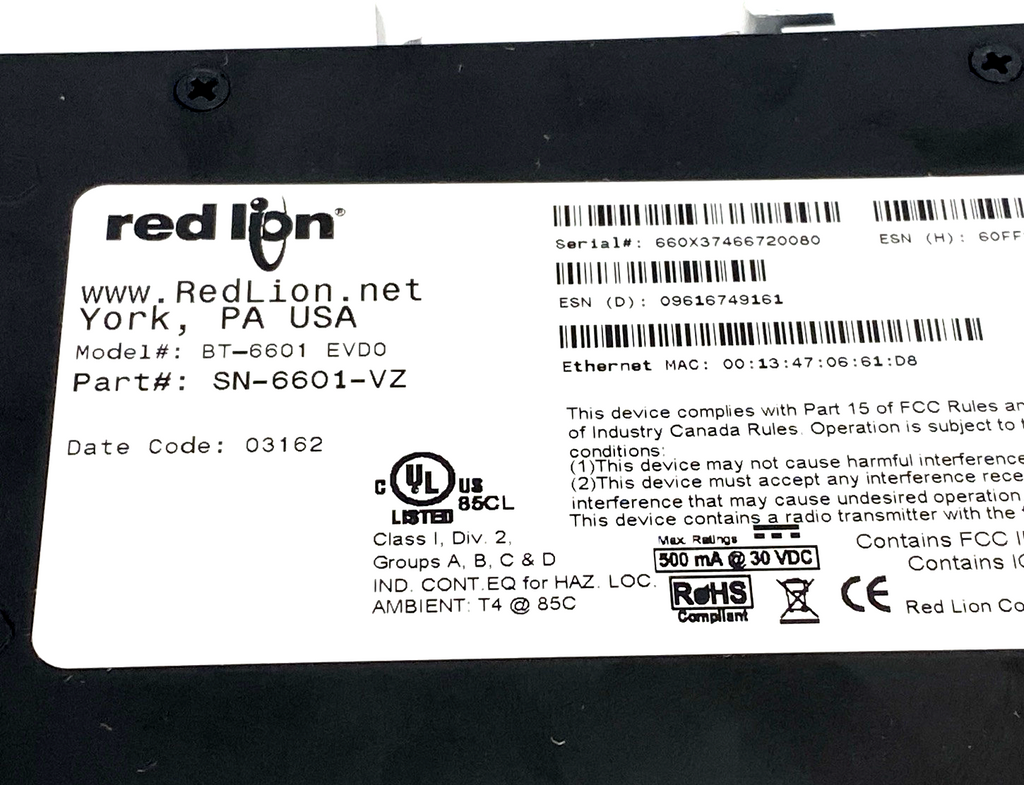 red lion®
www.RedLion.net
York, PA USA
Model#: BT-6601 EVDO
Part#: SN-6601-VZ
Date Code: 03162
C UL US
LISTED 85CL
Class I, Div. 2,
Groups A, B, C & D
IND. CONT.EQ for HAZ. LOC.
AMBIENT: T4 @ 85C
Serial#: 660X37466720080
ESN (H): 60FF
ESN (D): 09616749161
Ethernet MAC: 00:13:47:06:61:D8
This device complies with Part 15 of FCC Rules
of Industry Canada Rules. Operation is subject to
conditions:
(1)This device may not cause harmful interference
(2)This device must accept any interference
interference that may cause undesired operation
This device contains a radio transmitter with the
Max Ratings
500 mA @ 30 VDC
Contains FCC
Contains
RoHS
Compliant
CE
Red Lion